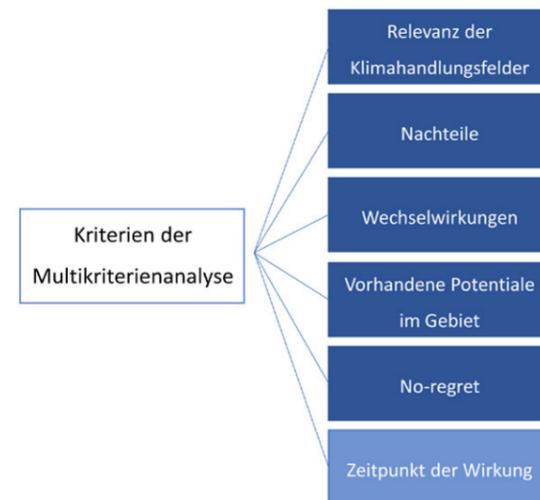 Kriterien der
Multikriterienanalyse
Relevanz der
Klimahandlungsfelder
Nachteile
Wechselwirkungen
Vorhandene Potentiale
im Gebiet
No-regret
Zeitpunkt der Wirkung